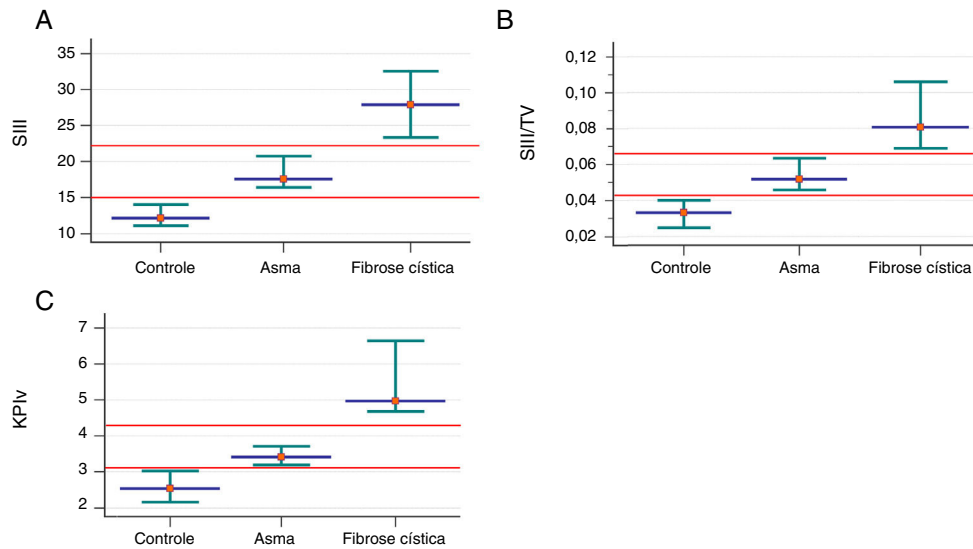 A
SIII
35
30
25
20
15
10
Controle
Asma
Fibrose cística
B
SIII/TV
0,12
0,10
0,08
0,06
0,04
0,02
Controle
Asma
Fibrose cística
C
KPIv
7
6
5
4
3
2
Controle
Asma
Fibrose cística